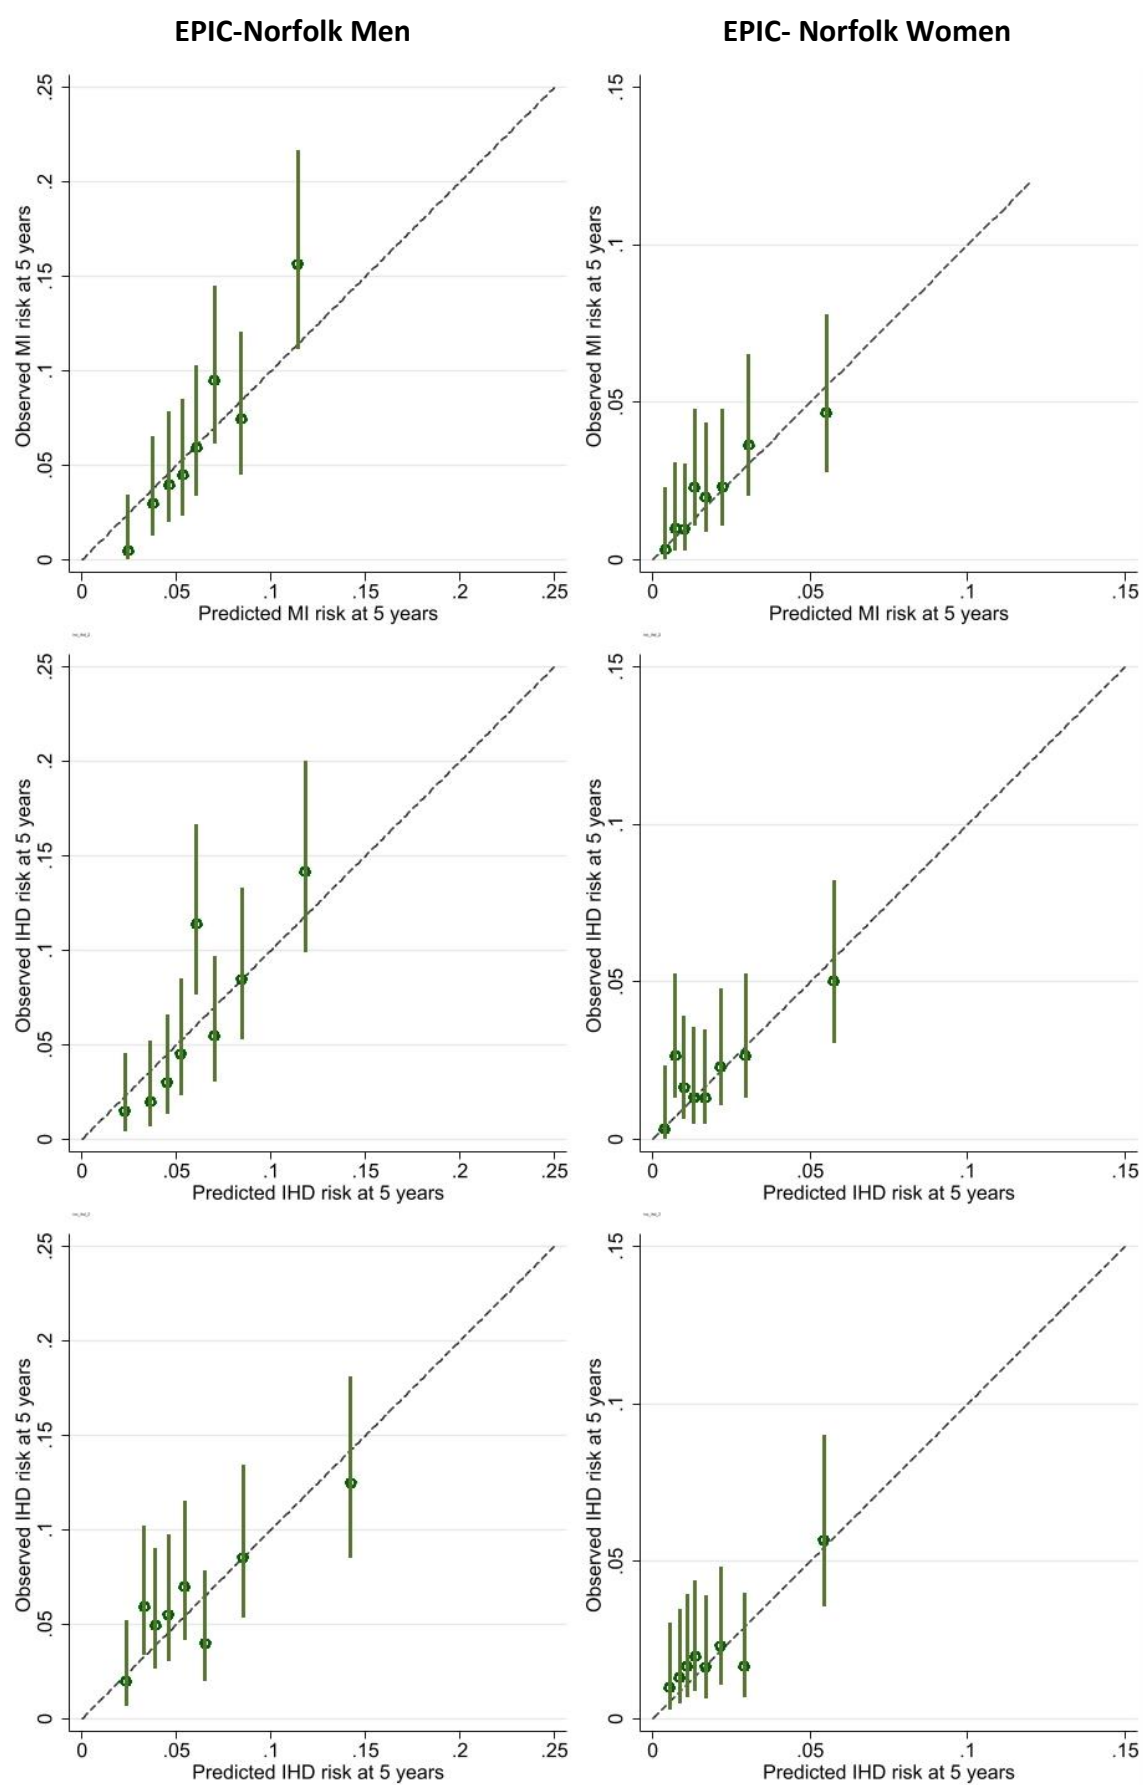 EPIC-Norfolk Men
EPIC- Norfolk Women
Observed MI risk at 5 years
.25
.2
.15
.1
.05
0
0 .05 .1 .15 .2 .25
Predicted MI risk at 5 years
Observed MI risk at 5 years
.15
.1
.05
0
0 .05 .1 .15
Predicted MI risk at 5 years
Observed IHD risk at 5 years
.25
.2
.15
.1
.05
0
0 .05 .1 .15 .2 .25
Predicted IHD risk at 5 years
Observed IHD risk at 5 years
.15
.1
.05
0
0 .05 .1 .15
Predicted IHD risk at 5 years
Observed IHD risk at 5 years
.25
.2
.15
.1
.05
0
0 .05 .1 .15 .2 .25
Predicted IHD risk at 5 years
Observed IHD risk at 5 years
.15
.1
.05
0
0 .05 .1 .15
Predicted IHD risk at 5 years